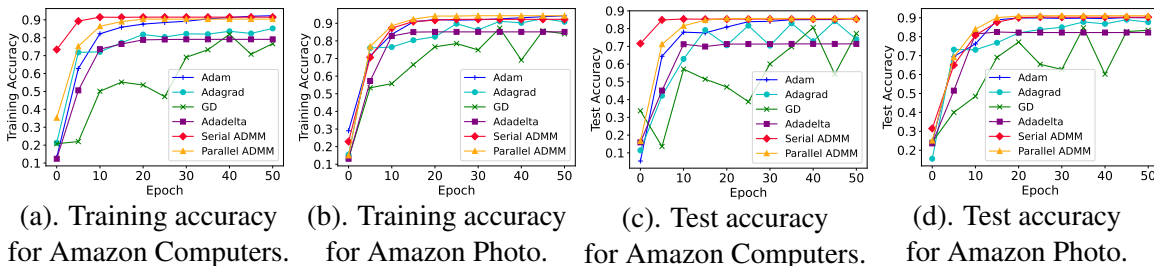 Training Accuracy
0.9
0.8
0.7
0.6
0.5
0.4
0.3
0.2
0.1
0 10 20 30 40 50
Epoch
Adam
Adagrad
GD
Adadelta
Serial ADMM
Parallel ADMM
(a). Training accuracy
for Amazon Computers.
Training Accuracy
0.9
0.8
0.7
0.6
0.5
0.4
0.3
0.2
0.1
0 10 20 30 40 50
Epoch
Adam
Adagrad
GD
Adadelta
Serial ADMM
Parallel ADMM
(b). Training accuracy
for Amazon Photo.
Test Accuracy
0.9
0.8
0.7
0.6
0.5
0.4
0.3
0.2
0.1
0 10 20 30 40 50
Epoch
Adam
Adagrad
GD
Adadelta
Serial ADMM
Parallel ADMM
(c). Test accuracy
for Amazon Computers.
Test Accuracy
0.9
0.8
0.7
0.6
0.5
0.4
0.3
0.2
0 10 20 30 40 50
Epoch
Adam
Adagrad
GD
Adadelta
Serial ADMM
Parallel ADMM
(d). Test accuracy
for Amazon Photo.